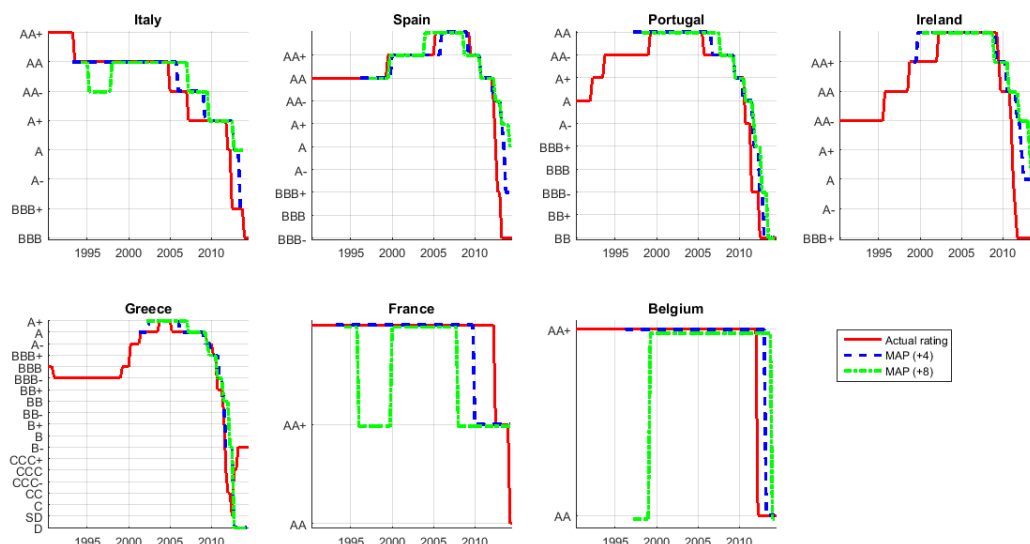 Italy
AA+
AA
AA-
A+
A
A-
BBB+
BBB
1995 2000 2005 2010
Spain
AA+
AA
AA-
A+
A
A-
BBB+
BBB
BBB-
1995 2000 2005 2010
Portugal
AA
AA-
A+
A
A-
BBB+
BBB
BBB-
BB+
BB
1995 2000 2005 2010
Ireland
AA+
AA
AA-
A+
A
A-
BBB+
1995 2000 2005 2010
Greece
A+
A
A-
BBB+
BBB
BBB-
BB+
BB
BB-
B+
B
B-
CCC+
CCC
CCC-
CC
C
SD
D
1995 2000 2005 2010
France
AA+
AA
1995 2000 2005 2010
Belgium
AA+
AA
1995 2000 2005 2010
Actual rating
MAP (+4)
MAP (+8)